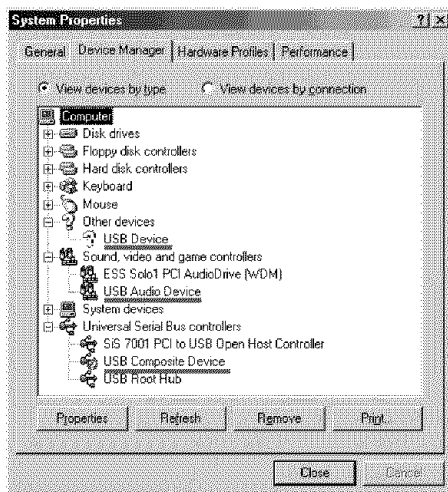 System Properties
General Device Manager Hardware Profiles Performance
View devices by type View devices by connection
Computer
Disk drives
Floppy disk controllers
Hard disk controllers
Keyboard
Mouse
Other devices
USB Device
Sound, video and game controllers
ESS Solo1 PCI AudioDrive (WDM)
USB Audio Device
System devices
Universal Serial Bus controllers
SiS 7001 PCI to USB Open Host Controller
USB Composite Device
USB Root Hub
Properties Refresh Remove Print...
Close Cancel